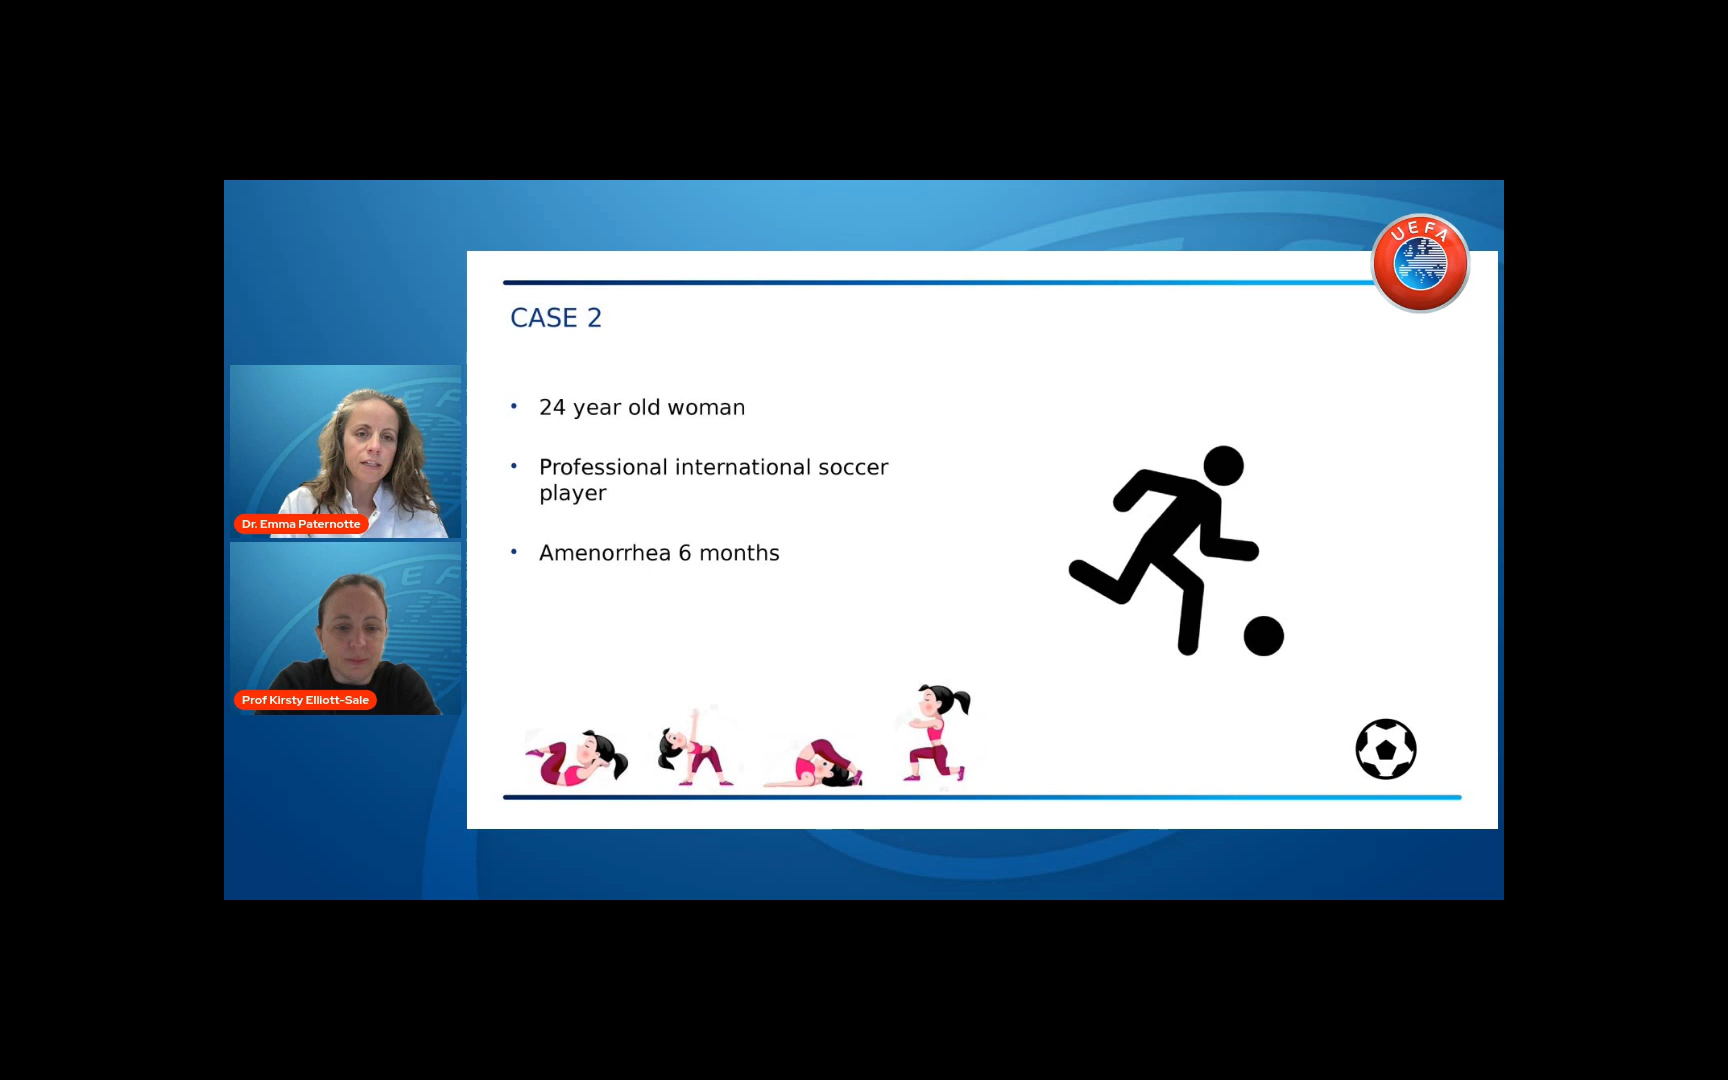 UEFA
CASE 2
• 24 year old woman
• Professional international soccer
player
• Amenorrhea 6 months
Dr. Emma Paternotte
Prof Kirsty Elliott-Sale